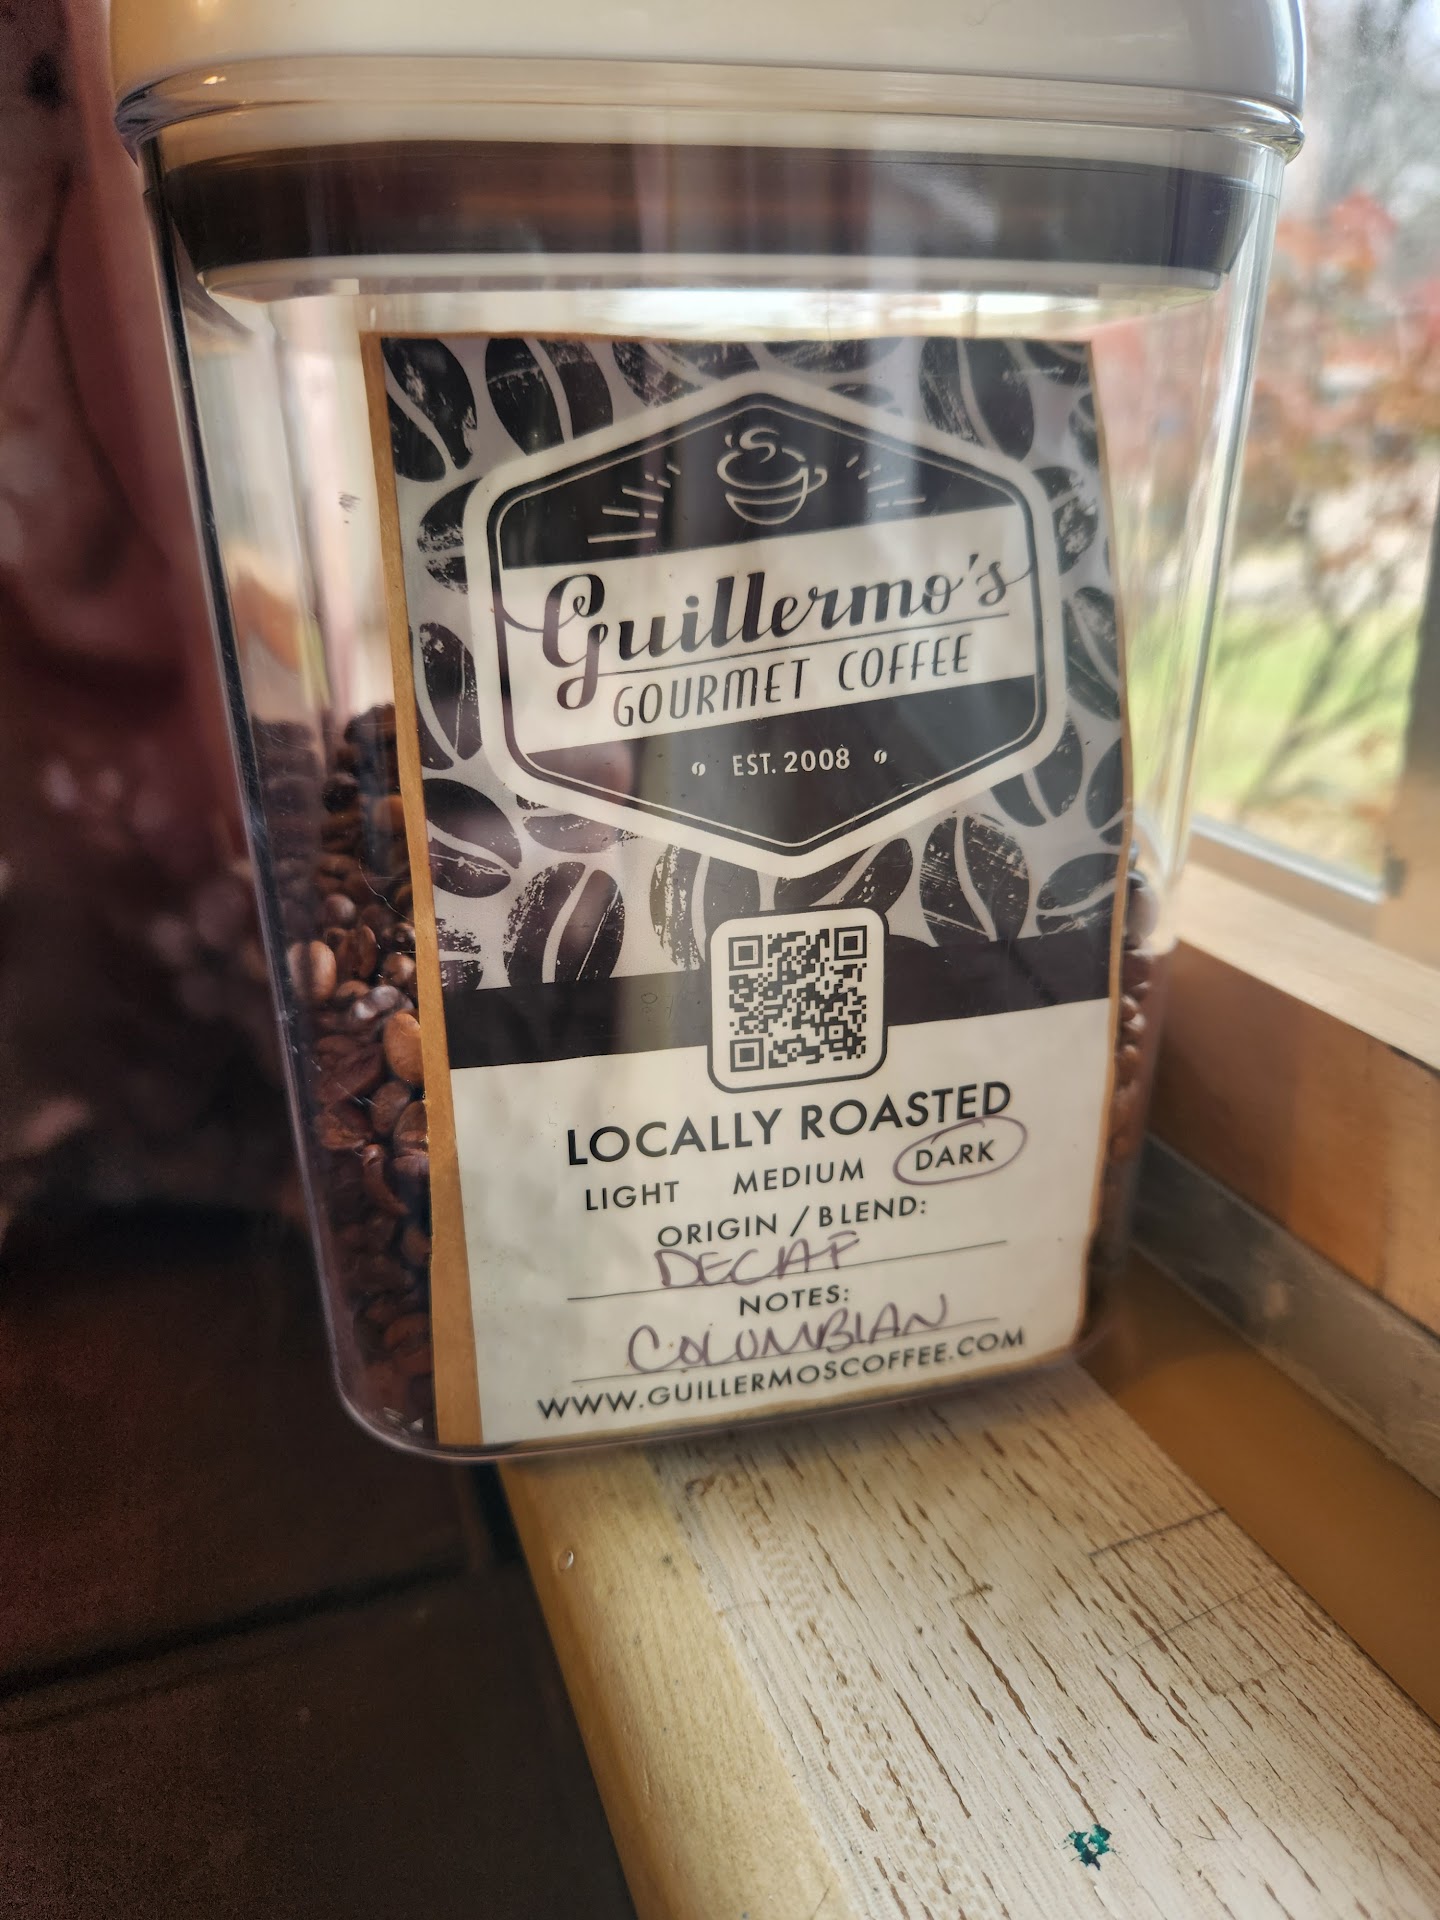 Guillermo's
GOURMET COFFEE
EST. 2008
LOCALLY ROASTED
LIGHT MEDIUM DARK
ORIGIN / BLEND:
DECAF
NOTES:
COLUMBIAN
WWW.GUILLERMOSCOFFEE.COM